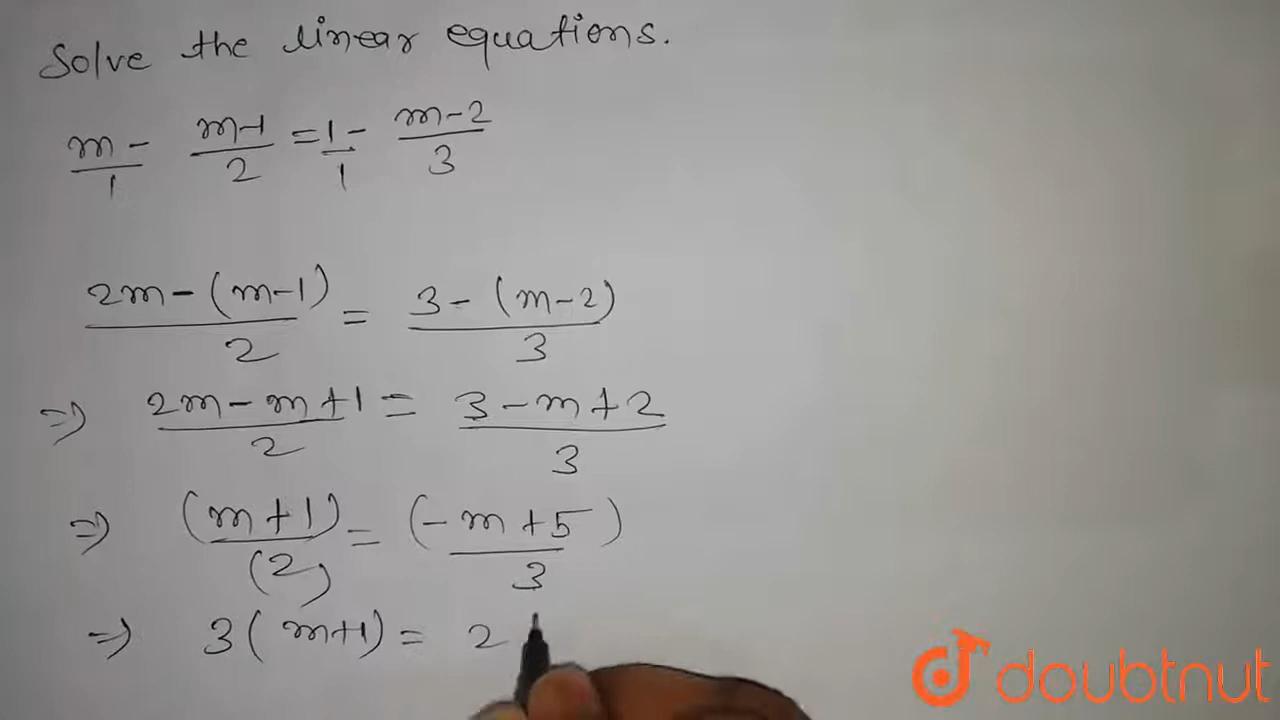 Solve the linear equations.
m/1 - (m-1)/2 = 1/1 - (m-2)/3
(2m-(m-1))/2 = (3-(m-2))/3
⇒ (2m-m+1)/2 = (3-m+2)/3
⇒ (m+1)/(2) = (-m+5)/3
⇒ 3(m+1) = 2
doubtnut